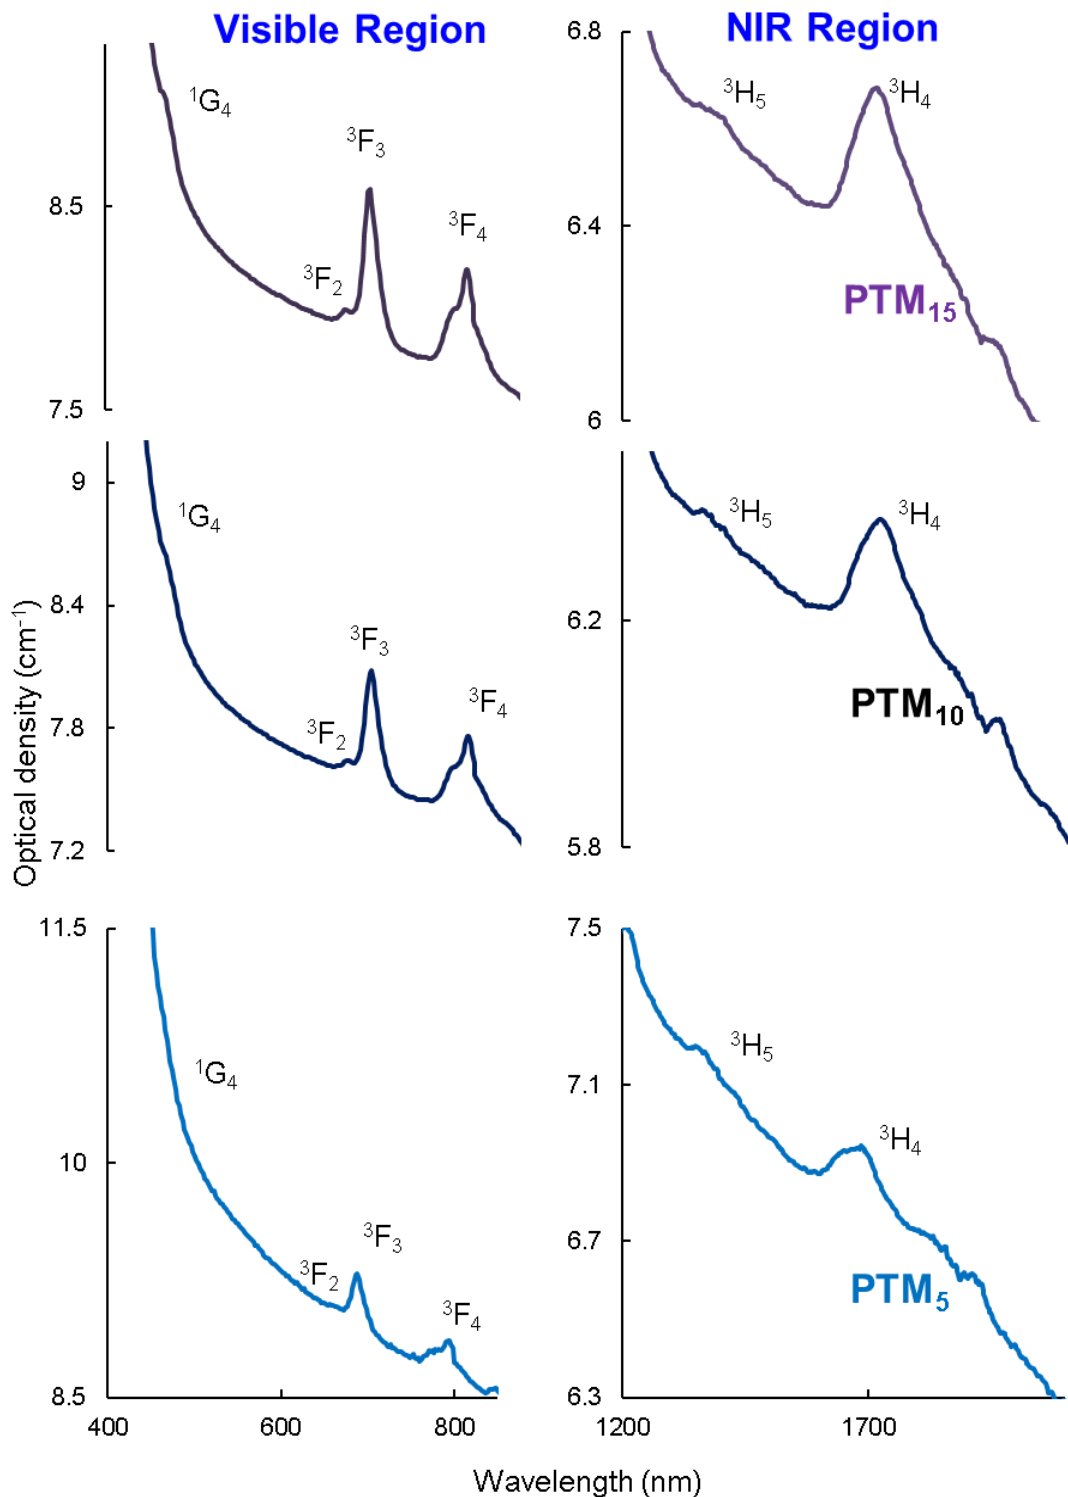 Visible Region
NIR Region
Optical density (cm⁻¹)
8.5
7.5
¹G₄
³F₂
³F₃
³F₄
6.8
6.4
6
³H₅
³H₄
PTM₁₅
9
8.4
7.8
7.2
¹G₄
³F₂
³F₃
³F₄
6.2
5.8
1200
1700
³H₅
³H₄
PTM₁₀
11.5
10
8.5
400
600
800
¹G₄
³F₂
³F₃
³F₄
7.5
7.1
6.7
6.3
1200
1700
³H₅
³H₄
PTM₅
Wavelength (nm)